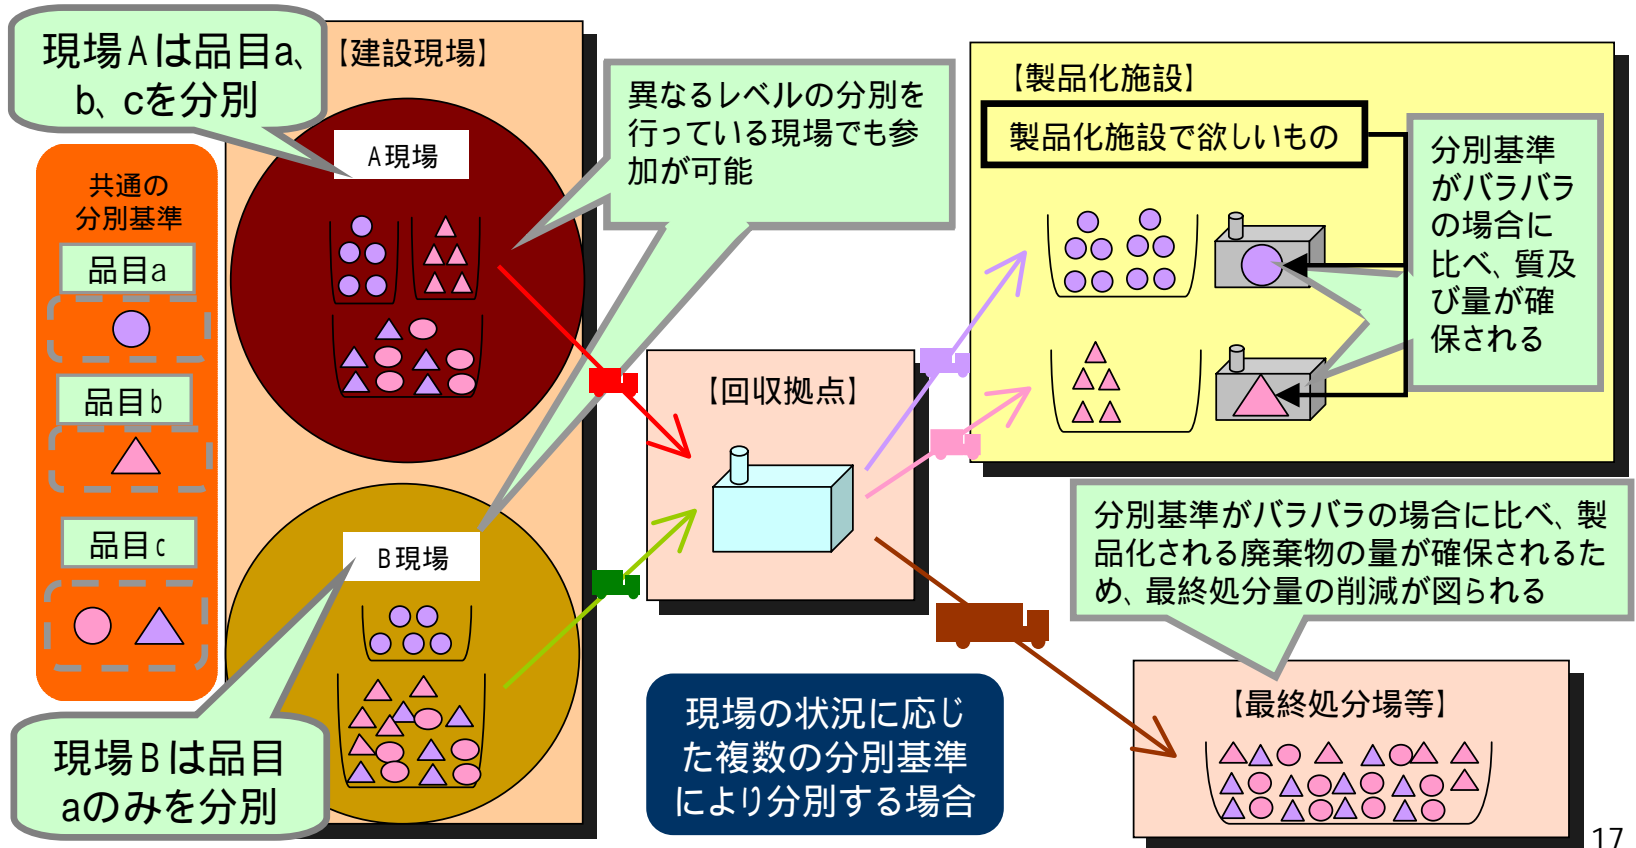 現場Aは品目a、
b、cを分別
【建設現場】
A現場
異なるレベルの分別を
行っている現場でも参
加が可能
共通の
分別基準
品目a
品目b
品目c
B現場
現場Bは品目
aのみを分別
【回収拠点】
現場の状況に応じ
た複数の分別基準
により分別する場合
【製品化施設】
製品化施設で欲しいもの
分別基準
がバラバラ
の場合に
比べ、質及
び量が確
保される
分別基準がバラバラの場合に比べ、製
品化される廃棄物の量が確保されるた
め、最終処分量の削減が図られる
【最終処分場等】
17